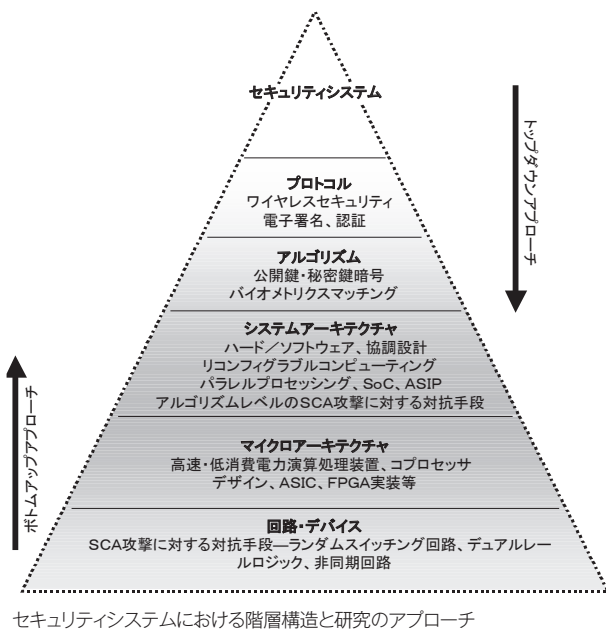 セキュリティシステム
トップダウンアプローチ
プロトコル
ワイヤレスセキュリティ
電子署名、認証
アルゴリズム
公開鍵・秘密鍵暗号
バイオメトリクスマッチング
システムアーキテクチャ
ハード／ソフトウェア、協調設計
リコンフィグラブルコンピューティング
パラレルプロセッシング、SoC、ASIP
アルゴリズムレベルのSCA攻撃に対する対抗手段
ボトムアップアプローチ
マイクロアーキテクチャ
高速・低消費電力演算処理装置、コプロセッサ
デザイン、ASIC、FPGA実装等
回路・デバイス
SCA攻撃に対する対抗手段―ランダムスイッチング回路、デュアルレー
ルロジック、非同期回路
セキュリティシステムにおける階層構造と研究のアプローチ